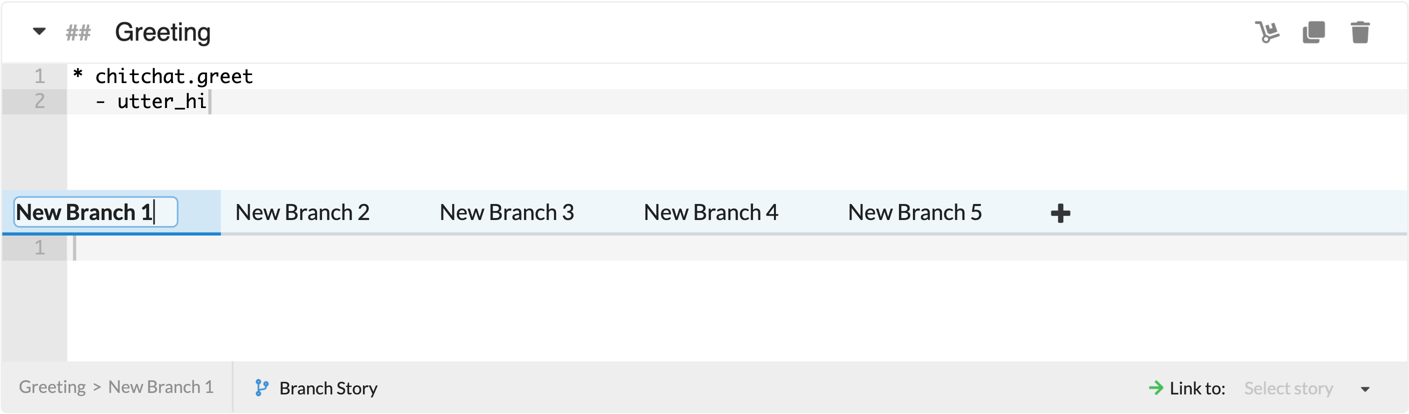 ## Greeting
1 * chitchat.greet
2 - utter_hi
New Branch 1 New Branch 2 New Branch 3 New Branch 4 New Branch 5
1
Greeting > New Branch 1 Branch Story Link to: Select story